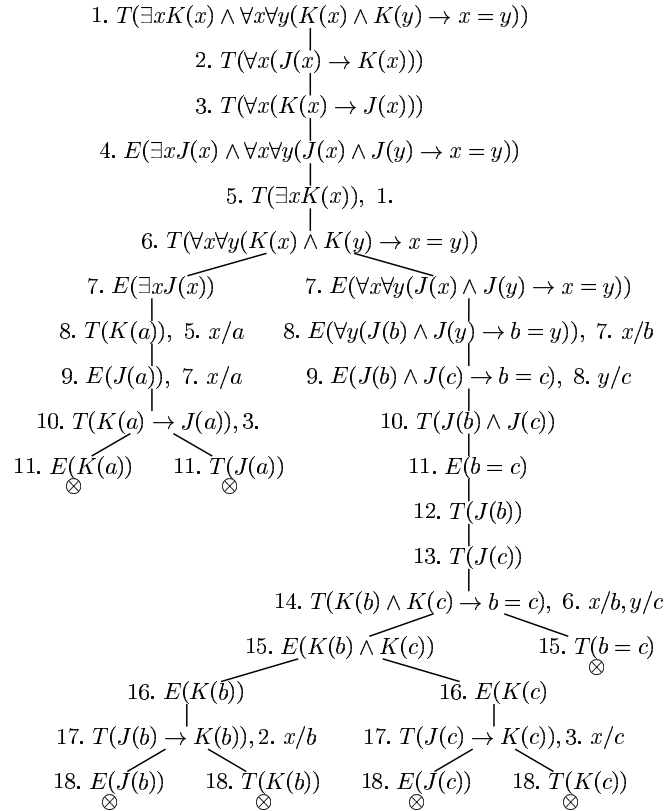 1. T(∃xK(x) ∧ ∀x∀y(K(x) ∧ K(y) → x = y))
2. T(∀x(J(x) → K(x)))
3. T(∀x(K(x) → J(x)))
4. E(∃xJ(x) ∧ ∀x∀y(J(x) ∧ J(y) → x = y))
5. T(∃xK(x)), 1.
6. T(∀x∀y(K(x) ∧ K(y) → x = y))
7. E(∃xJ(x)) 7. E(∀x∀y(J(x) ∧ J(y) → x = y))
8. T(K(a)), 5. x/a 8. E(∀y(J(b) ∧ J(y) → b = y)), 7. x/b
9. E(J(a)), 7. x/a 9. E(J(b) ∧ J(c) → b = c), 8. y/c
10. T(K(a) → J(a)), 3. 10. T(J(b) ∧ J(c))
11. E(K(a)) 11. T(J(a)) 11. E(b = c)
⊗ ⊗
12. T(J(b))
13. T(J(c))
14. T(K(b) ∧ K(c) → b = c), 6. x/b, y/c
15. E(K(b) ∧ K(c)) 15. T(b = c)
⊗
16. E(K(b)) 16. E(K(c)
17. T(J(b) → K(b)), 2. x/b 17. T(J(c) → K(c)), 3. x/c
18. E(J(b)) 18. T(K(b)) 18. E(J(c)) 18. T(K(c))
⊗ ⊗ ⊗ ⊗